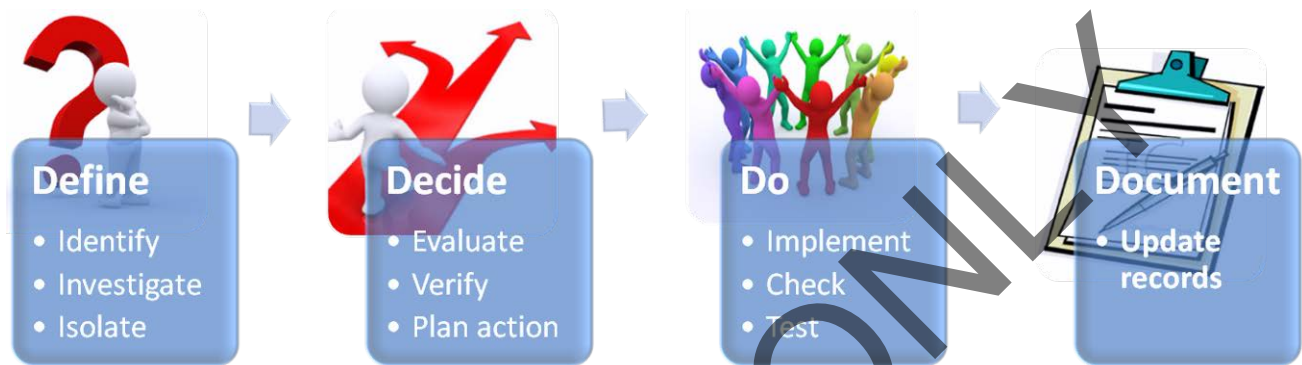 Define
• Identify
• Investigate
• Isolate
Decide
• Evaluate
• Verify
• Plan action
Do
• Implement
• Check
• Test
Document
• Update
records
ONLY